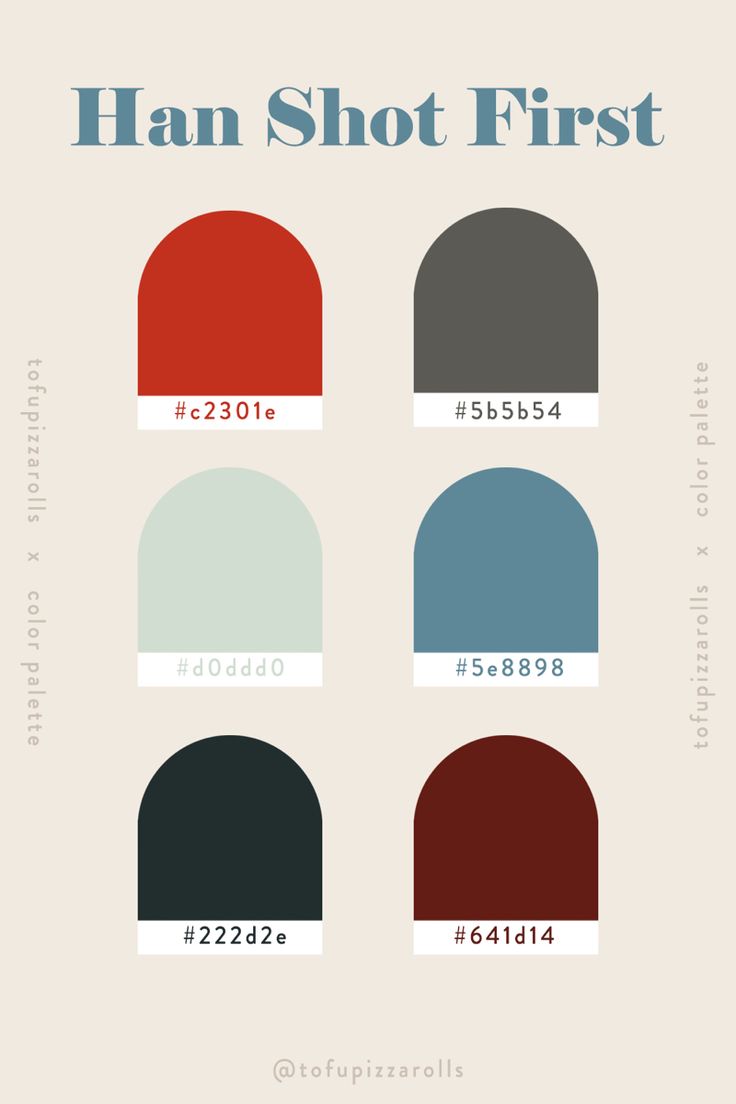 Han Shot First
#c2301e
#5b5b54
tofupizzarolls x color palette
tofupizzarolls x color palette
#d0ddd0
#5e8898
#222d2e
#641d14
@tofupizzarolls